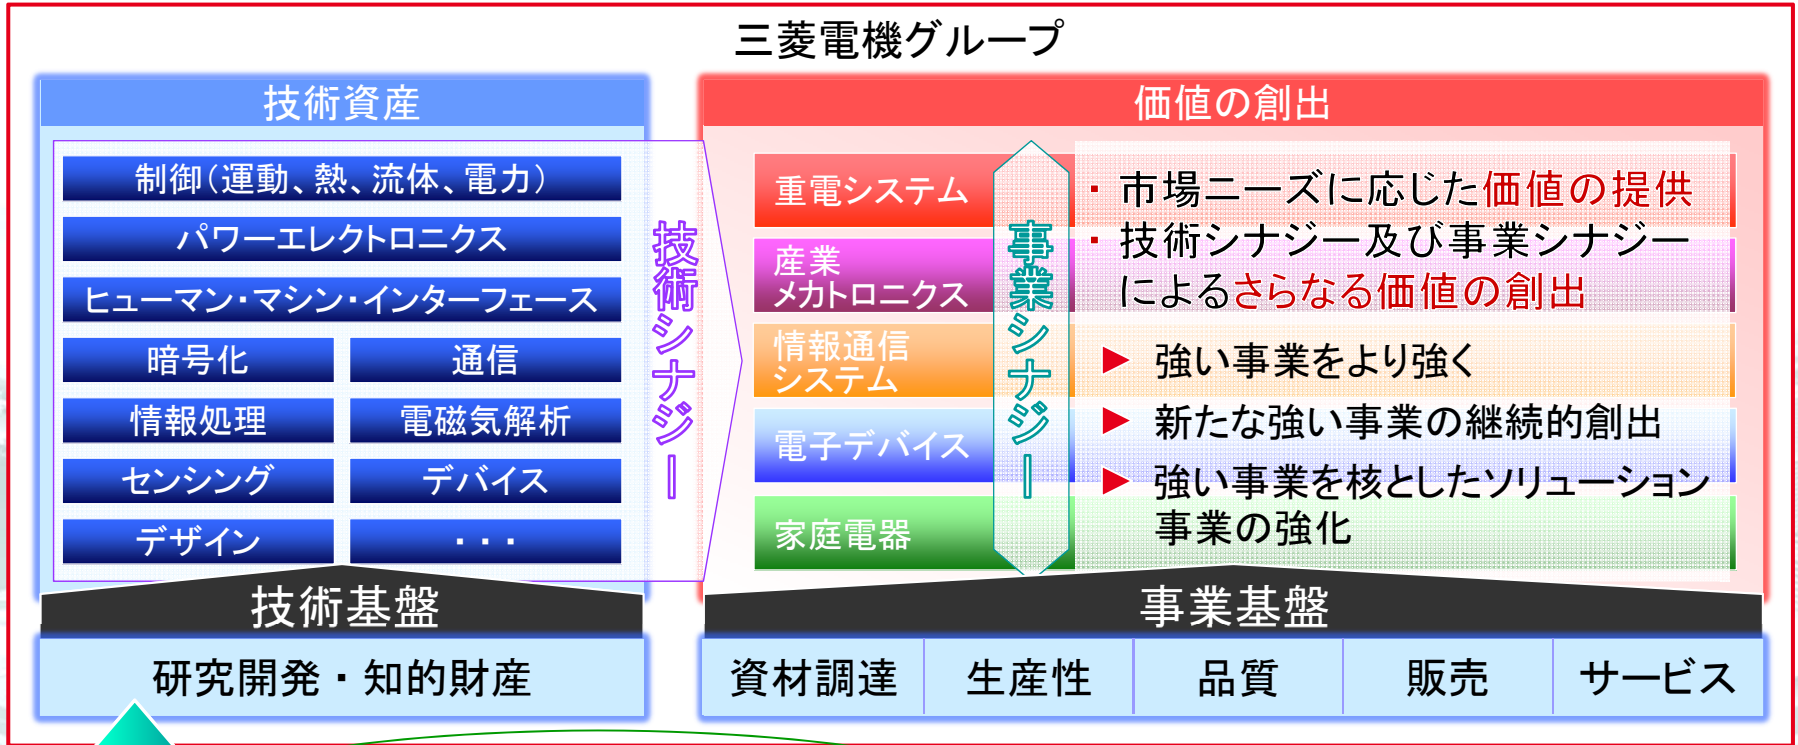 三菱電機グループ
技術資産
制御(運動、熱、流体、電力)
パワーエレクトロニクス
ヒューマン・マシン・インターフェース
暗号化
通信
情報処理
電磁気解析
センシング
デバイス
デザイン
・・・
技術シナジー
技術基盤
研究開発・知的財産
価値の創出
重電システム
産業
メカトロニクス
情報通信
システム
電子デバイス
家庭電器
事業シナジー
・市場ニーズに応じた価値の提供
・技術シナジー及び事業シナジー
によるさらなる価値の創出
▶ 強い事業をより強く
▶ 新たな強い事業の継続的創出
▶ 強い事業を核としたソリューション
事業の強化
事業基盤
資材調達
生産性
品質
販売
サービス